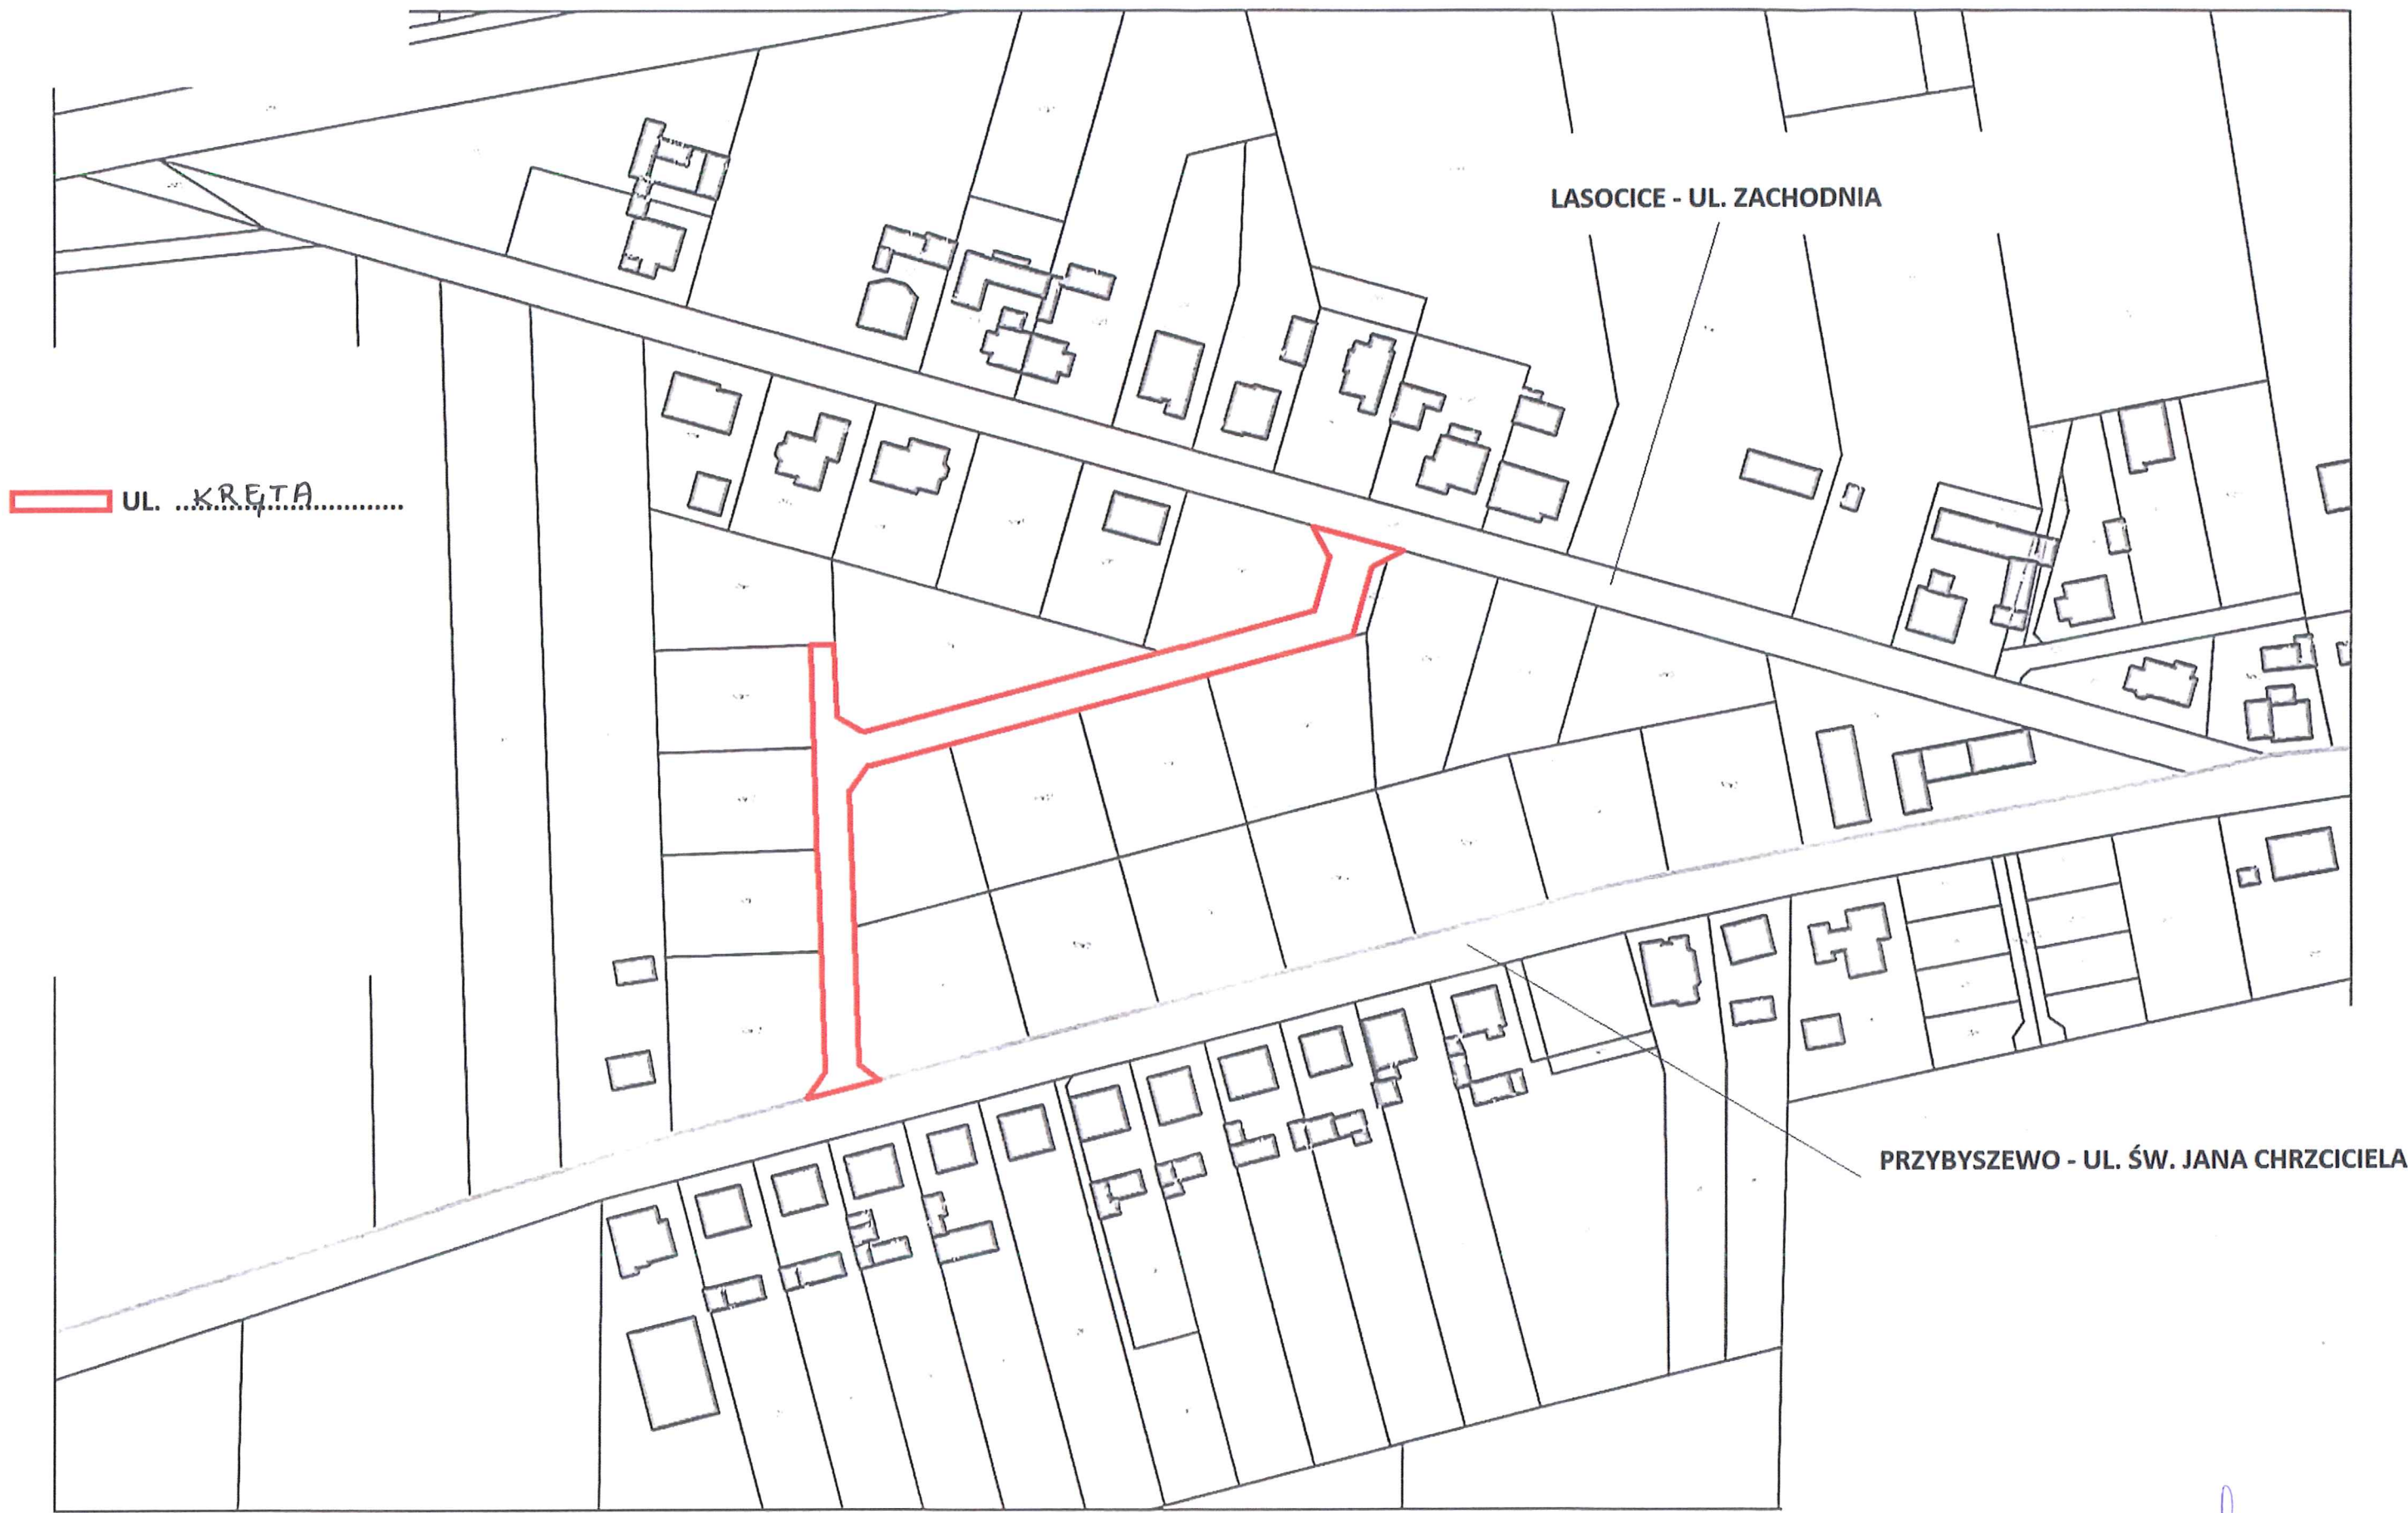 LASOCICE - UL. ZACHODNIA
UL. KRĘTA
PRZYBYSZEWO - UL. ŚW. JANA CHRZCICIELA